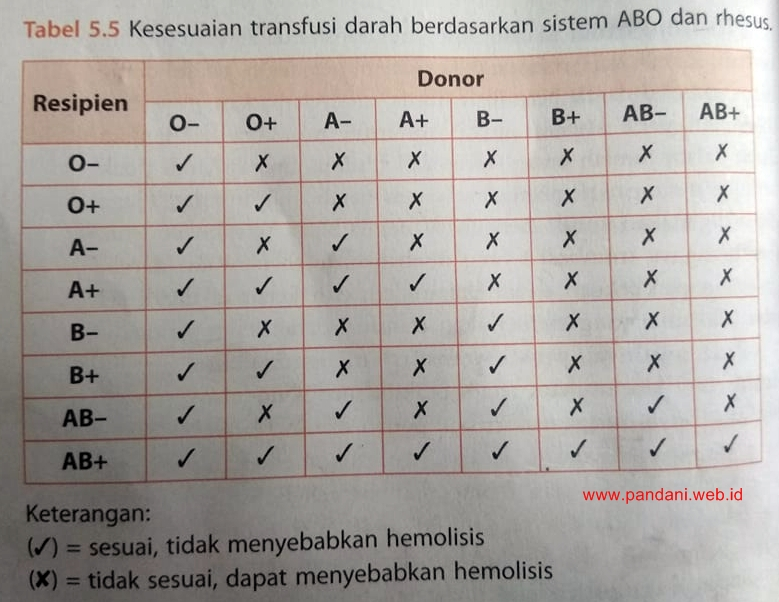 Tabel 5.5 Kesesuaian transfusi darah berdasarkan sistem ABO dan rhesus.
Resipien Donor
O– O+ A– A+ B– B+ AB– AB+
O– ✓ ✗ ✗ ✗ ✗ ✗ ✗ ✗
O+ ✓ ✓ ✗ ✗ ✗ ✗ ✗ ✗
A– ✓ ✗ ✓ ✗ ✗ ✗ ✗ ✗
A+ ✓ ✓ ✓ ✓ ✗ ✗ ✗ ✗
B– ✓ ✗ ✗ ✗ ✓ ✗ ✗ ✗
B+ ✓ ✓ ✗ ✗ ✓ ✗ ✗ ✗
AB– ✓ ✗ ✓ ✗ ✓ ✗ ✓ ✗
AB+ ✓ ✓ ✓ ✓ ✓ ✓ ✓ ✓
www.pandani.web.id
Keterangan:
(✓) = sesuai, tidak menyebabkan hemolisis
(✗) = tidak sesuai, dapat menyebabkan hemolisis